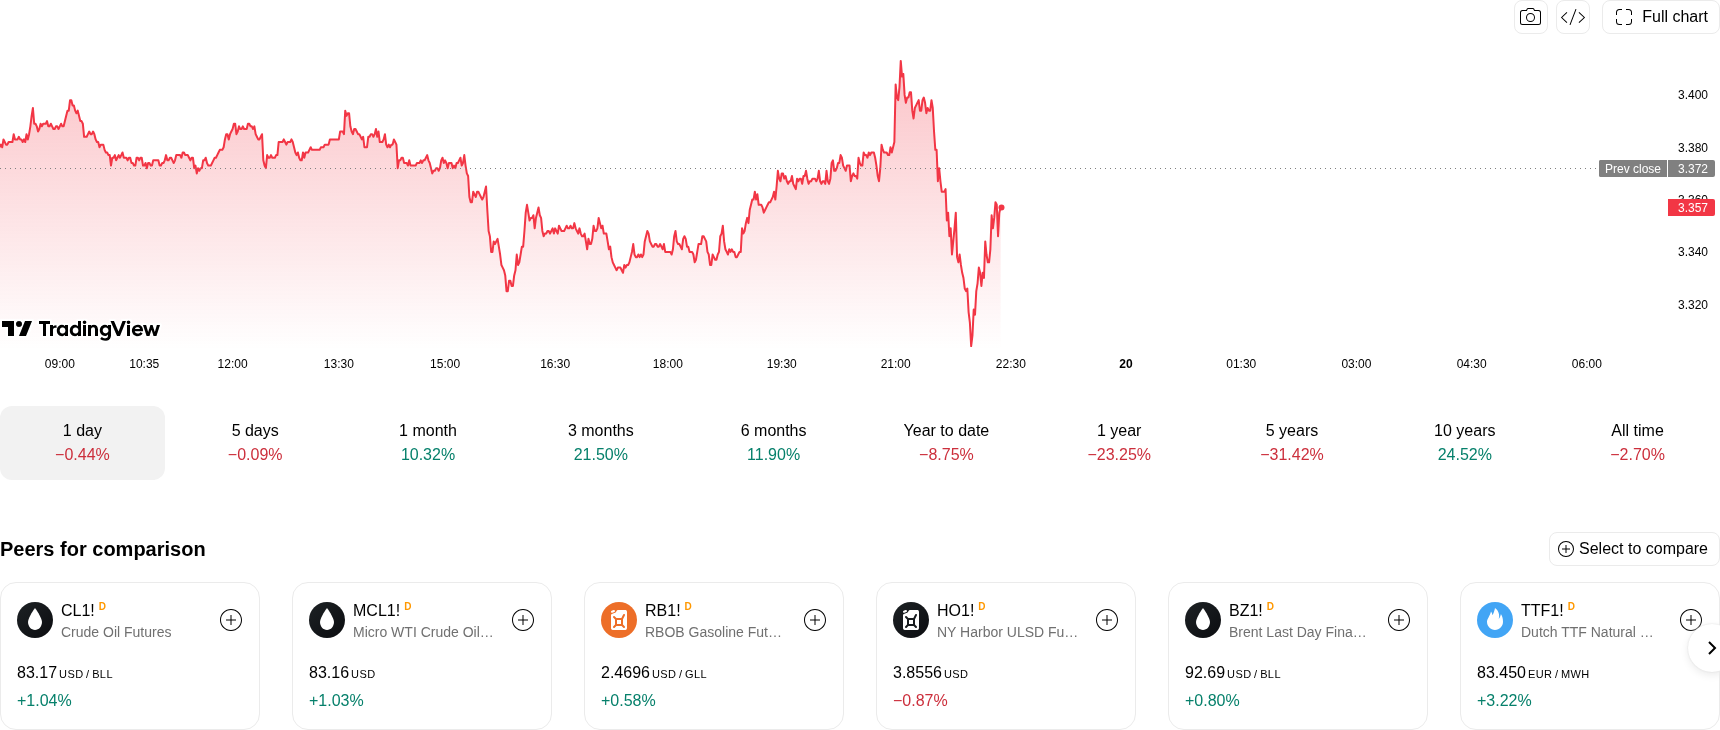 Full chart
3.400
3.380
Prev close 3.372
3.357
3.340
3.320
TradingView
09:00 10:35 12:00 13:30 15:00 16:30 18:00 19:30 21:00 22:30 20 01:30 03:00 04:30 06:00
1 day 5 days 1 month 3 months 6 months Year to date 1 year 5 years 10 years All time
−0.44% −0.09% 10.32% 21.50% 11.90% −8.75% −23.25% −31.42% 24.52% −2.70%
Peers for comparison
Select to compare
CL1! D
Crude Oil Futures
83.17 USD / BLL
+1.04%
MCL1! D
Micro WTI Crude Oil…
83.16 USD
+1.03%
RB1! D
RBOB Gasoline Fut…
2.4696 USD / GLL
+0.58%
HO1! D
NY Harbor ULSD Fu…
3.8556 USD
−0.87%
BZ1! D
Brent Last Day Fina…
92.69 USD / BLL
+0.80%
TTF1! D
Dutch TTF Natural …
83.450 EUR / MWH
+3.22%